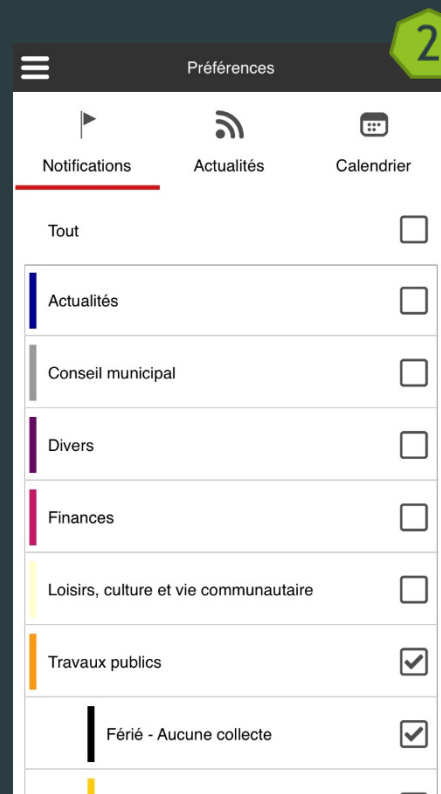 2
Préférences
Notifications Actualités Calendrier
Tout
Actualités
Conseil municipal
Divers
Finances
Loisirs, culture et vie communautaire
Travaux publics
Férié - Aucune collecte